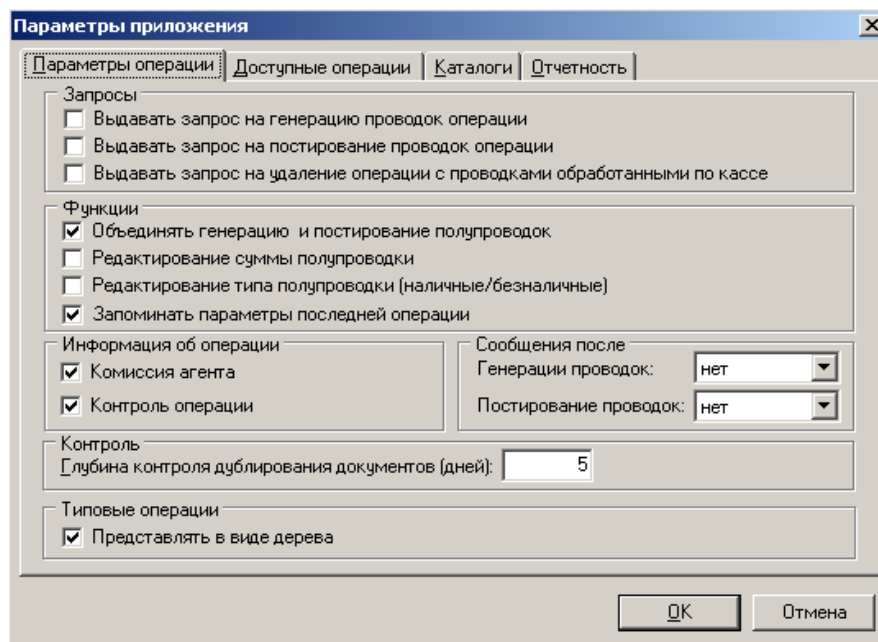 Параметры приложения
Параметры операции
Доступные операции
Каталоги
Отчетность
Запросы
Выдавать запрос на генерацию проводок операции
Выдавать запрос на постирование проводок операции
Выдавать запрос на удаление операции с проводками обработанными по кассе
Функции
Объединять генерацию и постирование полупроводок
Редактирование суммы полупроводки
Редактирование типа полупроводки (наличные/безналичные)
Запоминать параметры последней операции
Информация об операции
Комиссия агента
Контроль операции
Сообщения после
Генерации проводок: нет
Постирование проводок: нет
Контроль
Глубина контроля дублирования документов (дней): 5
Типовые операции
Представлять в виде дерева
OK
Отмена